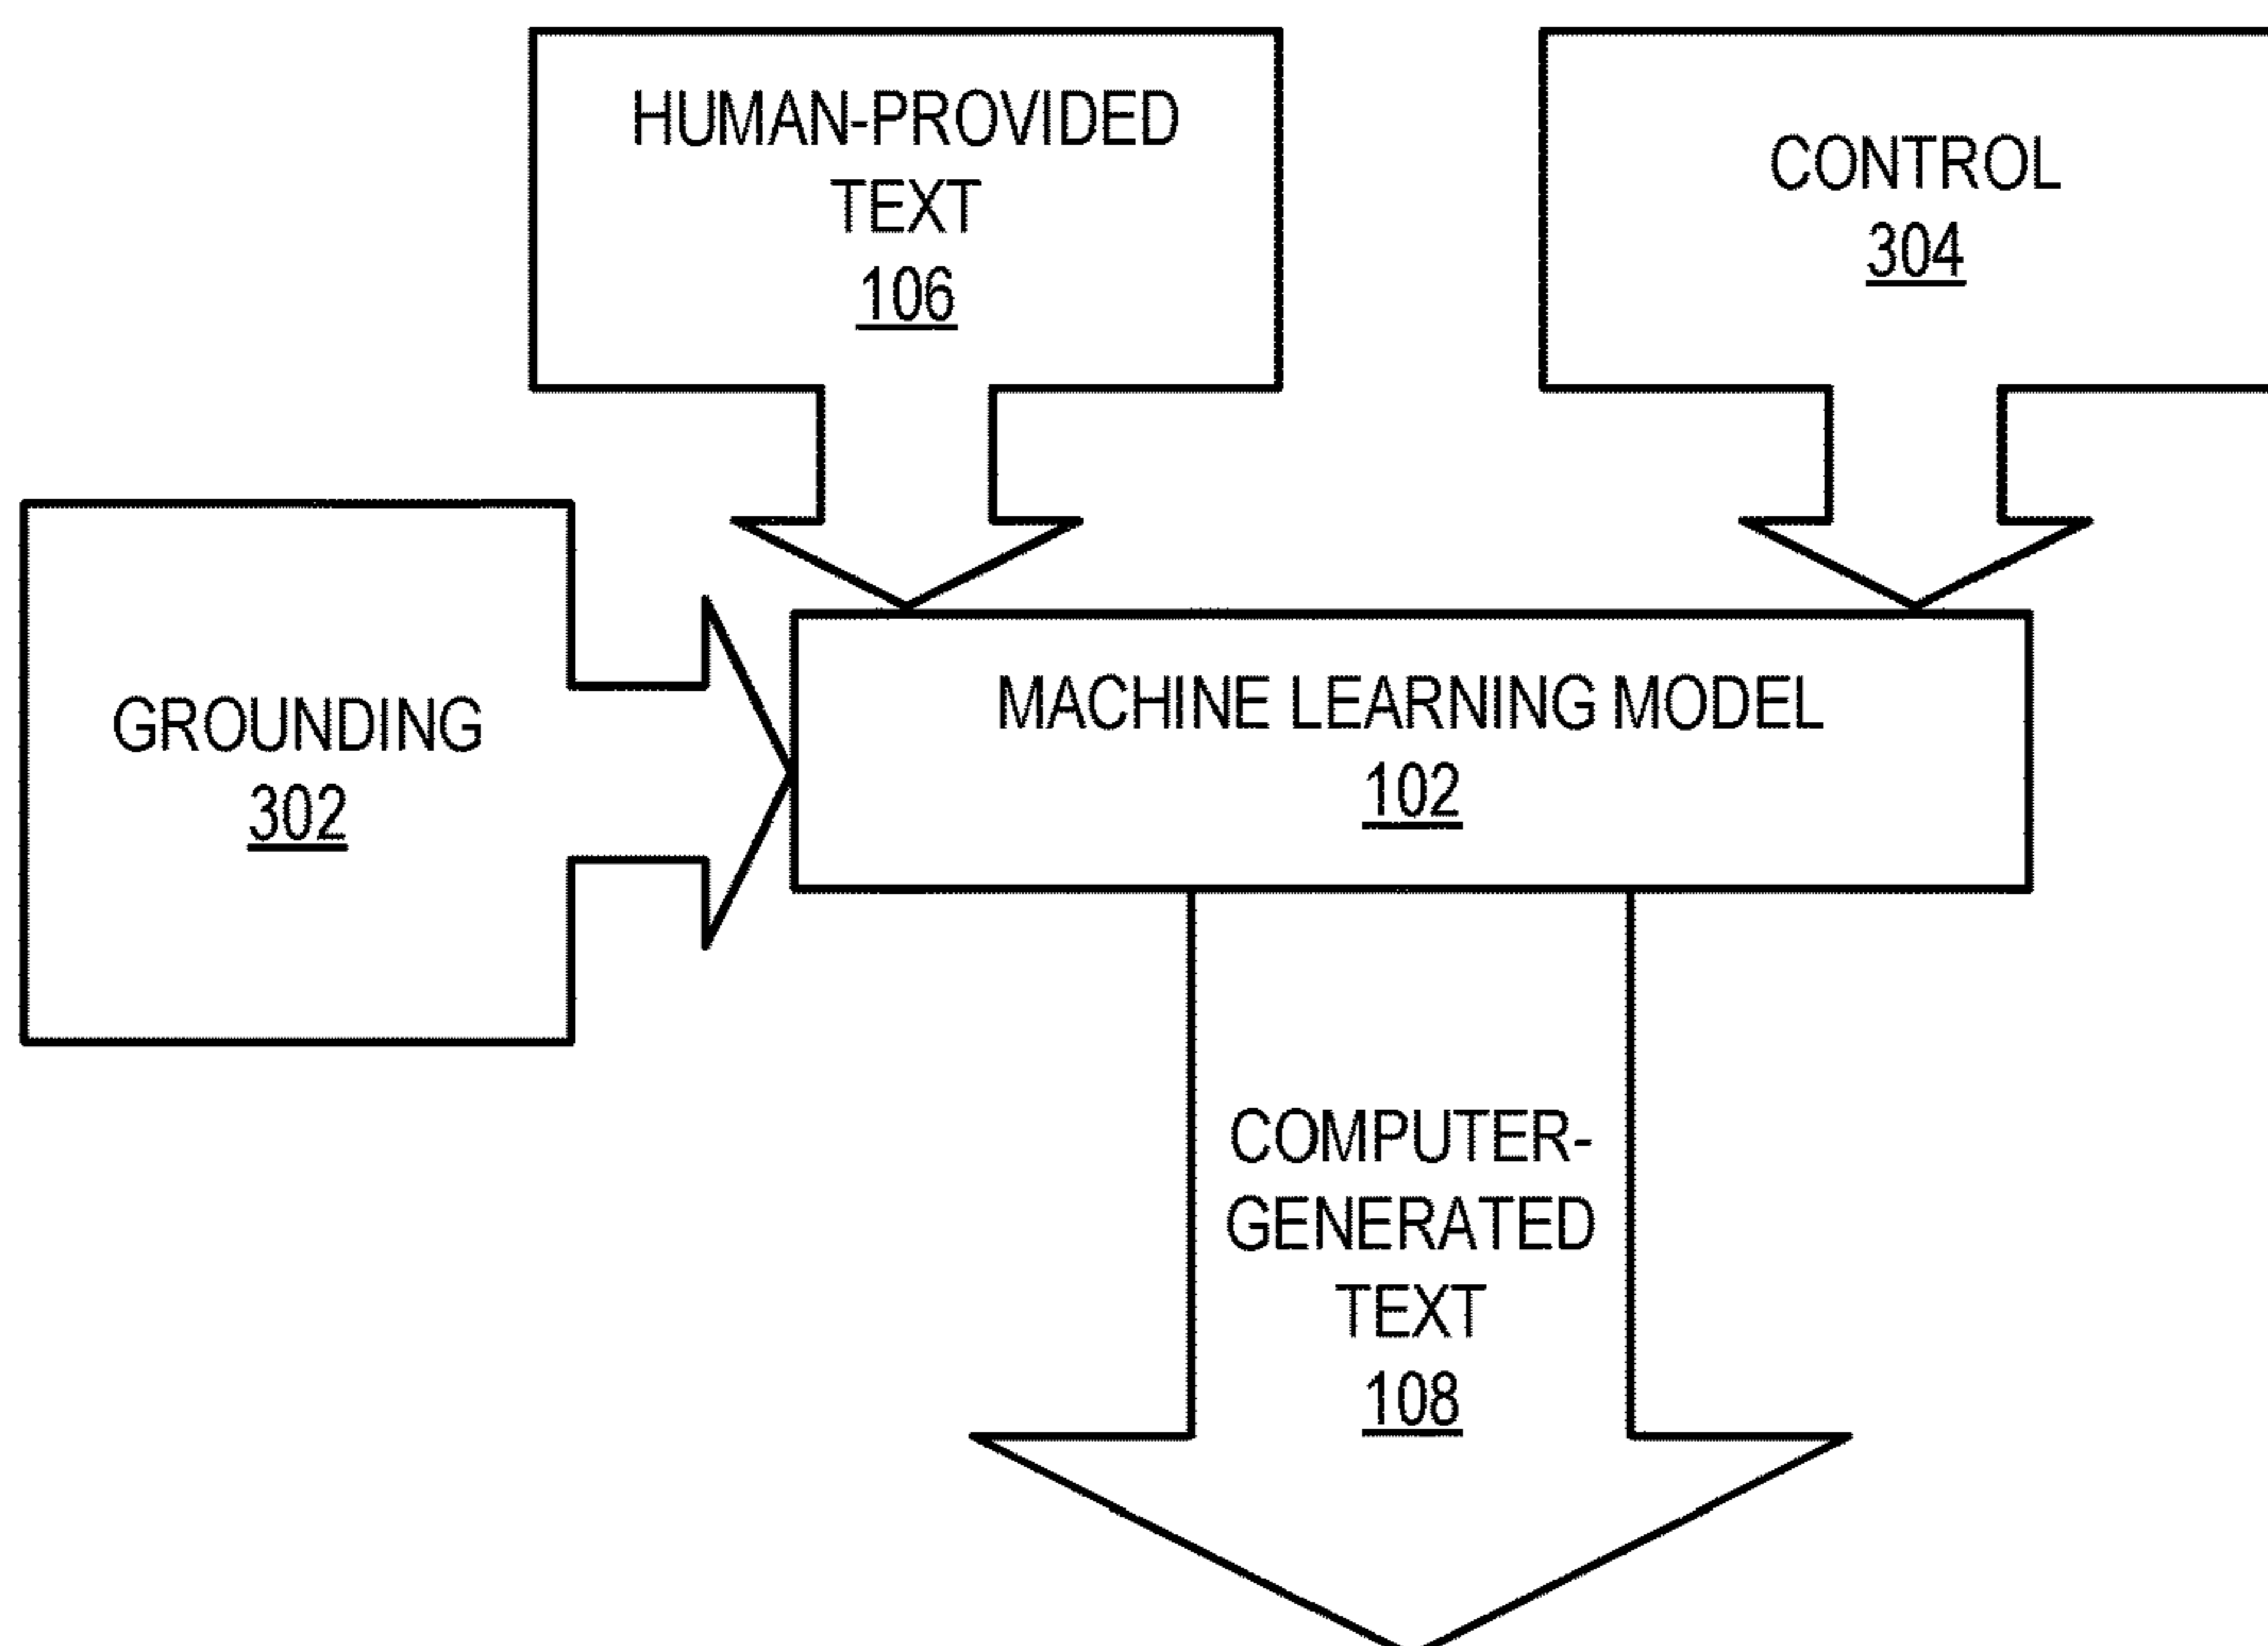 HUMAN-PROVIDED
TEXT
106
CONTROL
304
GROUNDING
302
MACHINE LEARNING MODEL
102
COMPUTER-
GENERATED
TEXT
108